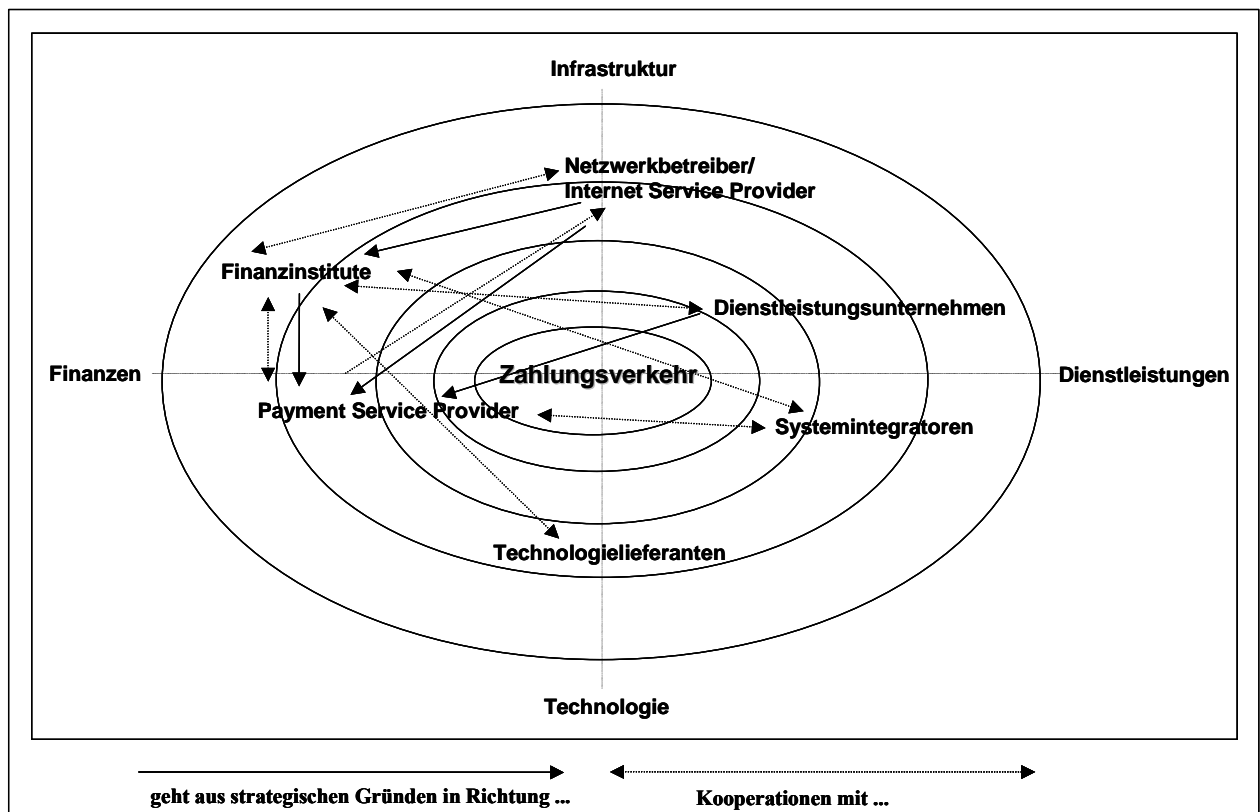 Infrastruktur
Netzwerkbetreiber/
Internet Service Provider
Finanzinstitute
Dienstleistungsunternehmen
Finanzen
Zahlungsverkehr
Dienstleistungen
Payment Service Provider
Systemintegratoren
Technologielieferanten
Technologie
geht aus strategischen Gründen in Richtung ...
Kooperationen mit ...